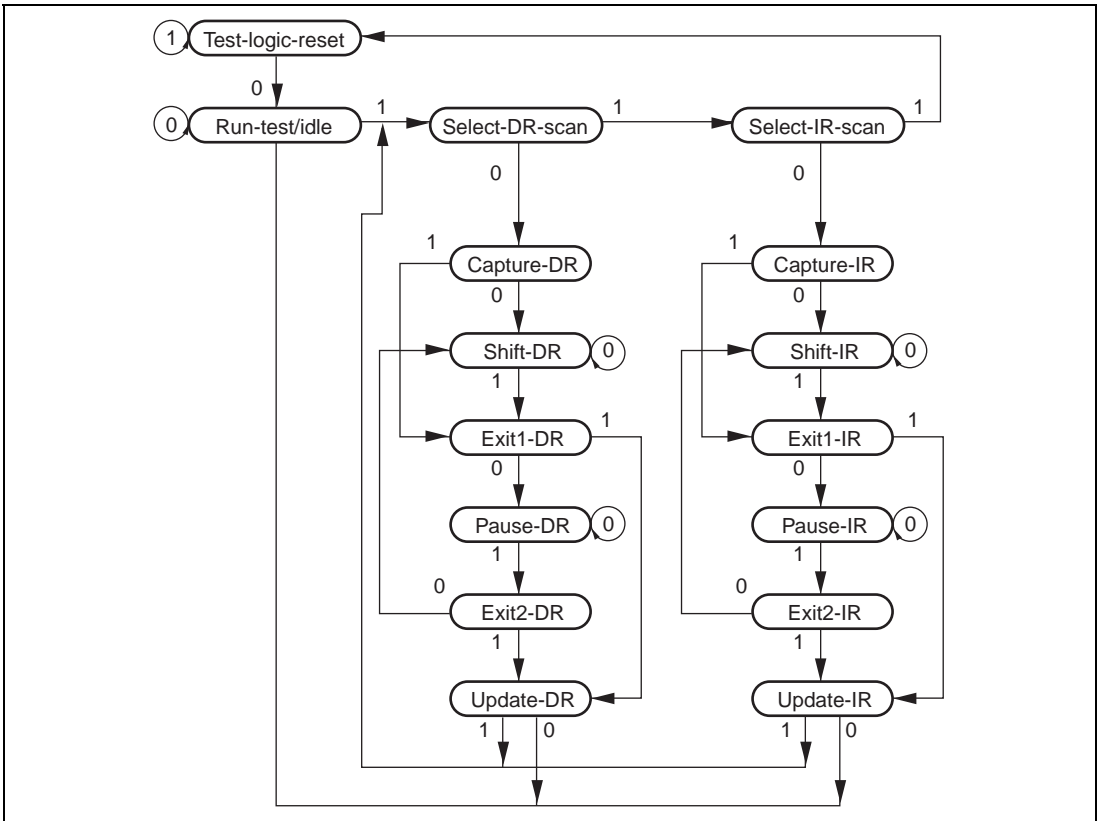 1 Test-logic-reset
0
0 Run-test/idle 1 Select-DR-scan 1 Select-IR-scan 1
0 0
1 1
Capture-DR Capture-IR
0 0
Shift-DR 0 Shift-IR 0
1 1
Exit1-DR 1 Exit1-IR 1
0 0
Pause-DR 0 Pause-IR 0
1 1
0 0
Exit2-DR Exit2-IR
1 1
Update-DR Update-IR
1 0 1 0